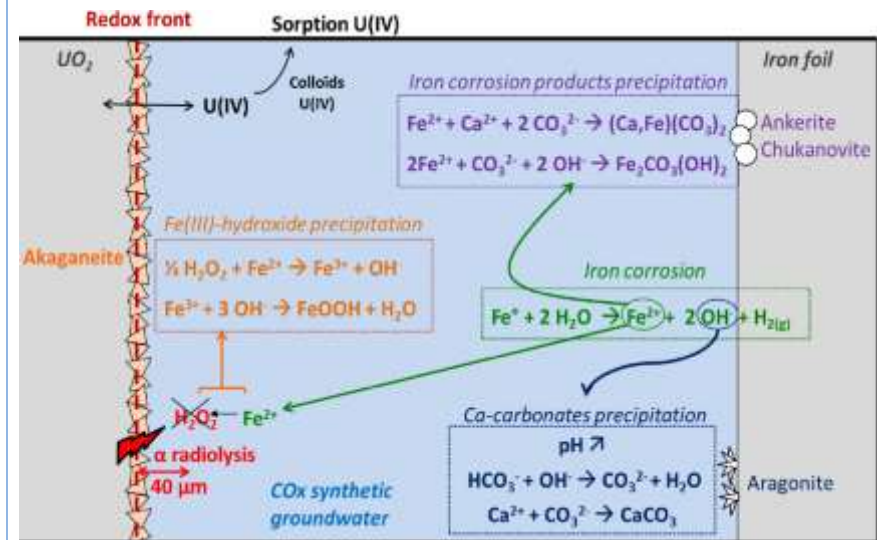 Redox front
Sorption U(IV)
UO₂
Iron foil
Colloïds
U(IV)
U(IV)
Iron corrosion products precipitation
Fe²⁺ + Ca²⁺ + 2 CO₃²⁻ → (Ca,Fe)(CO₃)₂
2Fe²⁺ + CO₃²⁻ + 2 OH⁻ → Fe₂CO₃(OH)₂
Ankerite
Chukanovite
Fe(III)-hydroxide precipitation
Akaganeite
½ H₂O₂ + Fe²⁺ → Fe³⁺ + OH⁻
Fe³⁺ + 3 OH⁻ → FeOOH + H₂O
Iron corrosion
Fe° + 2 H₂O → Fe²⁺ + 2 OH⁻ + H₂(g)
H₂O₂
Fe²⁺
α radiolysis
40 µm
COx synthetic
groundwater
Ca-carbonates precipitation
pH ↗
HCO₃⁻ + OH⁻ → CO₃²⁻ + H₂O
Ca²⁺ + CO₃²⁻ → CaCO₃
Aragonite